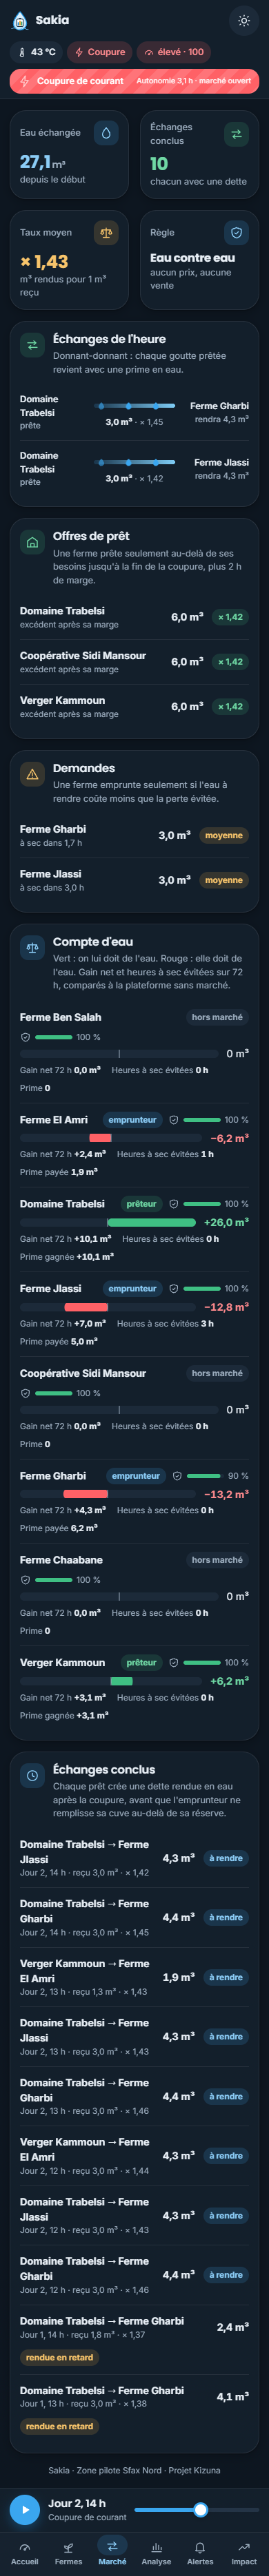 Sakia
43 °C
Coupure
élevé · 100
Coupure de courant
Autonomie 3,1 h · marché ouvert
Eau échangée
27,1 m³
depuis le début
Échanges
conclus
10
chacun avec une dette
Taux moyen
× 1,43
m³ rendus pour 1 m³
reçu
Règle
Eau contre eau
aucun prix, aucune
vente
Échanges de l'heure
Donnant-donnant : chaque goutte prêtée
revient avec une prime en eau.
Domaine
Trabelsi
prête
3,0 m³ · × 1,45
Ferme Gharbi
rendra 4,3 m³
Domaine
Trabelsi
prête
3,0 m³ · × 1,42
Ferme Jlassi
rendra 4,3 m³
Offres de prêt
Une ferme prête seulement au-delà de ses
besoins jusqu'à la fin de la coupure, plus 2 h
de marge.
Domaine Trabelsi
excédent après sa marge
6,0 m³
× 1,42
Coopérative Sidi Mansour
excédent après sa marge
6,0 m³
× 1,42
Verger Kammoun
excédent après sa marge
6,0 m³
× 1,42
Demandes
Une ferme emprunte seulement si l'eau à
rendre coûte moins que la perte évitée.
Ferme Gharbi
à sec dans 1,7 h
3,0 m³
moyenne
Ferme Jlassi
à sec dans 3,0 h
3,0 m³
moyenne
Compte d'eau
Vert : on lui doit de l'eau. Rouge : elle doit de
l'eau. Gain net et heures à sec évitées sur 72
h, comparés à la plateforme sans marché.
Ferme Ben Salah
hors marché
100 %
0 m³
Gain net 72 h 0,0 m³ Heures à sec évitées 0 h
Prime 0
Ferme El Amri
emprunteur
100 %
−6,2 m³
Gain net 72 h +2,4 m³ Heures à sec évitées 1 h
Prime payée 1,9 m³
Domaine Trabelsi
prêteur
100 %
+26,0 m³
Gain net 72 h +10,1 m³ Heures à sec évitées 0 h
Prime gagnée +10,1 m³
Ferme Jlassi
emprunteur
100 %
−12,8 m³
Gain net 72 h +7,0 m³ Heures à sec évitées 3 h
Prime payée 5,0 m³
Coopérative Sidi Mansour
hors marché
100 %
0 m³
Gain net 72 h 0,0 m³ Heures à sec évitées 0 h
Prime 0
Ferme Gharbi
emprunteur
90 %
−13,2 m³
Gain net 72 h +4,3 m³ Heures à sec évitées 0 h
Prime payée 6,2 m³
Ferme Chaabane
hors marché
100 %
0 m³
Gain net 72 h 0,0 m³ Heures à sec évitées 0 h
Prime 0
Verger Kammoun
prêteur
100 %
+6,2 m³
Gain net 72 h +3,1 m³ Heures à sec évitées 0 h
Prime gagnée +3,1 m³
Échanges conclus
Chaque prêt crée une dette rendue en eau
après la coupure, avant que l'emprunteur ne
remplisse sa cuve au-delà de sa réserve.
Domaine Trabelsi → Ferme
Jlassi
Jour 2, 14 h · reçu 3,0 m³ · × 1,42
4,3 m³
à rendre
Domaine Trabelsi → Ferme
Gharbi
Jour 2, 14 h · reçu 3,0 m³ · × 1,45
4,4 m³
à rendre
Verger Kammoun → Ferme
El Amri
Jour 2, 13 h · reçu 1,3 m³ · × 1,43
1,9 m³
à rendre
Domaine Trabelsi → Ferme
Jlassi
Jour 2, 13 h · reçu 3,0 m³ · × 1,43
4,3 m³
à rendre
Domaine Trabelsi → Ferme
Gharbi
Jour 2, 13 h · reçu 3,0 m³ · × 1,46
4,4 m³
à rendre
Verger Kammoun → Ferme
El Amri
Jour 2, 12 h · reçu 3,0 m³ · × 1,44
4,3 m³
à rendre
Domaine Trabelsi → Ferme
Jlassi
Jour 2, 12 h · reçu 3,0 m³ · × 1,43
4,3 m³
à rendre
Domaine Trabelsi → Ferme
Gharbi
Jour 2, 12 h · reçu 3,0 m³ · × 1,46
4,4 m³
à rendre
Domaine Trabelsi → Ferme Gharbi
Jour 1, 14 h · reçu 1,8 m³ · × 1,37
2,4 m³
rendue en retard
Domaine Trabelsi → Ferme Gharbi
Jour 1, 13 h · reçu 3,0 m³ · × 1,38
4,1 m³
rendue en retard
Sakia · Zone pilote Sfax Nord · Projet Kizuna
Jour 2, 14 h
Coupure de courant
Accueil
Fermes
Marché
Analyse
Alertes
Impact